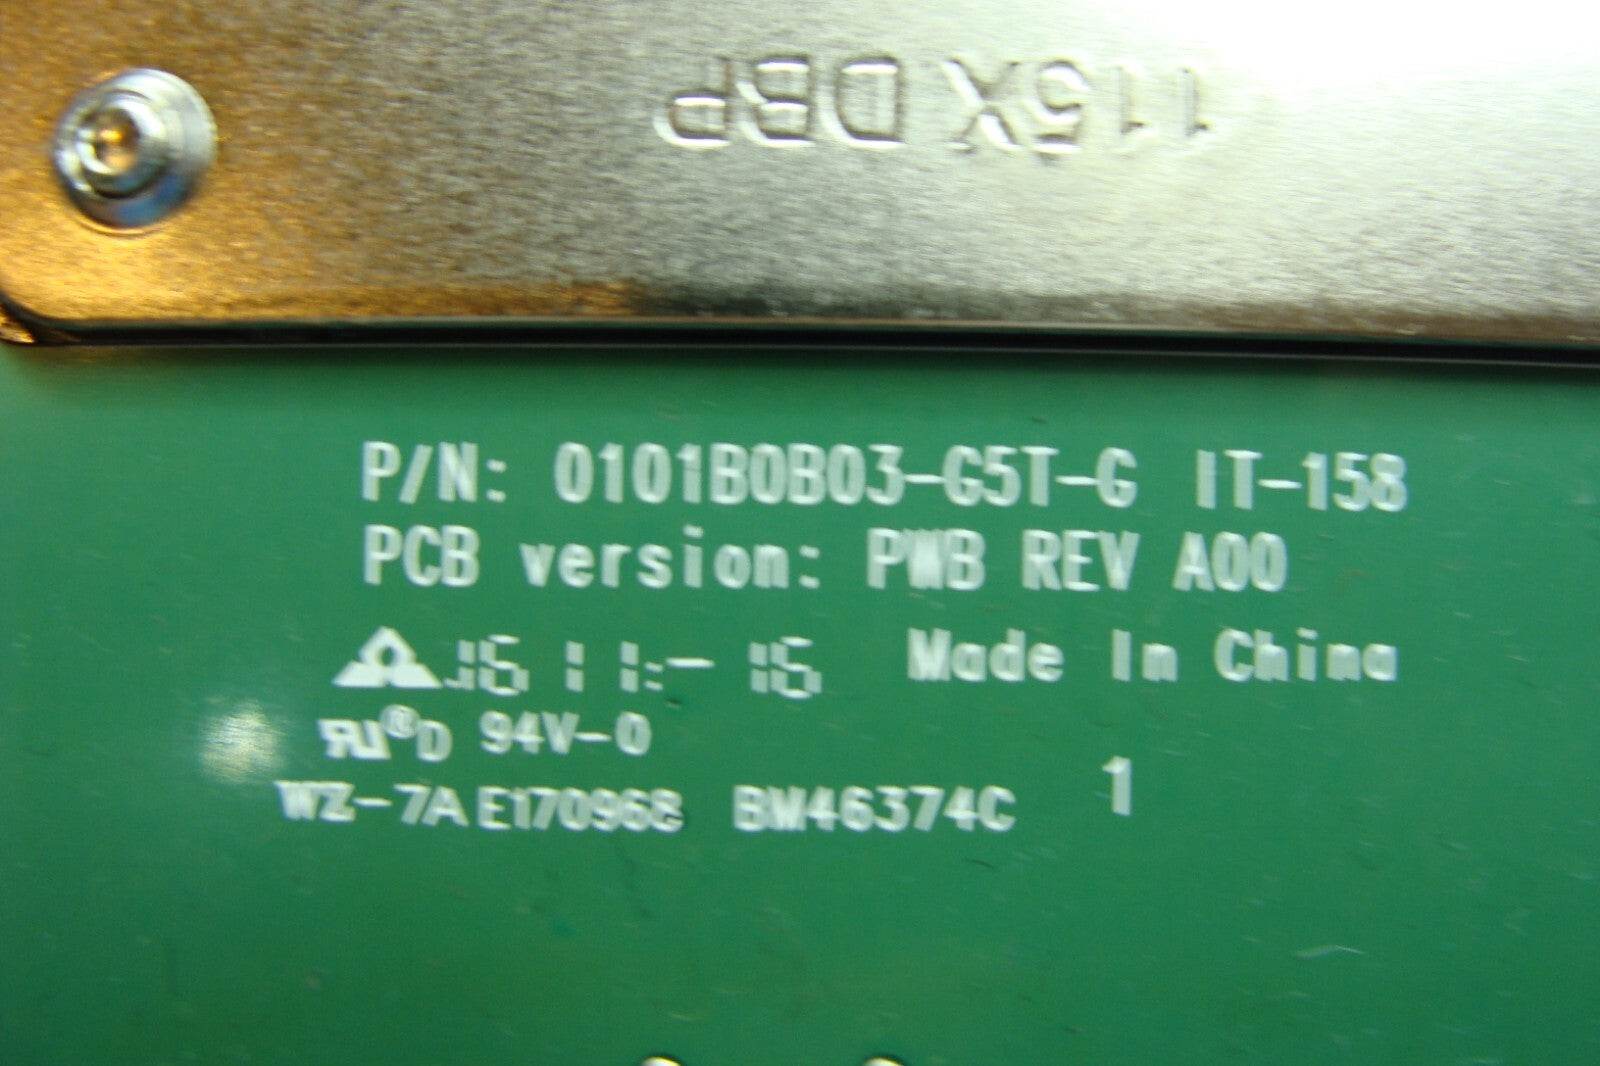 115X DBP
P/N: 0101B0B03-G5T-G IT-158
PCB version: PWB REV A00
Made In China
94V-0
WZ-7A E170968 BM46374C 1